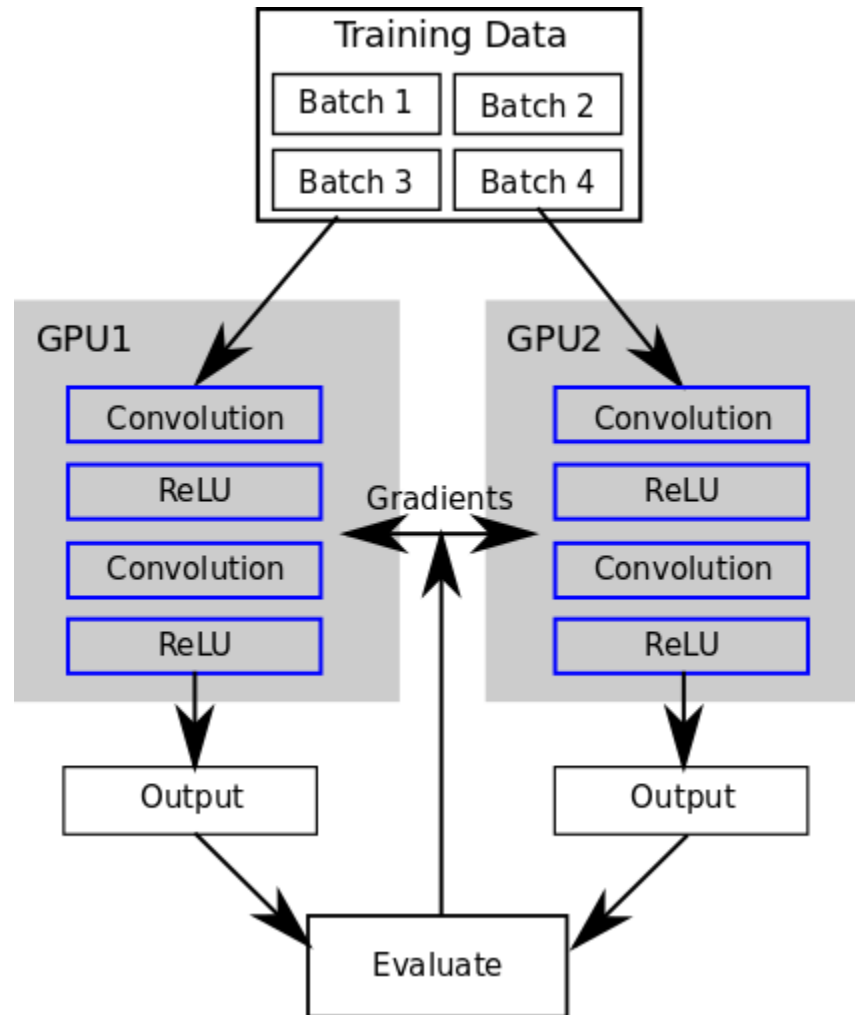 Training Data
Batch 1 Batch 2
Batch 3 Batch 4
GPU1
Convolution
ReLU
Convolution
ReLU
Gradients
GPU2
Convolution
ReLU
Convolution
ReLU
Output
Output
Evaluate